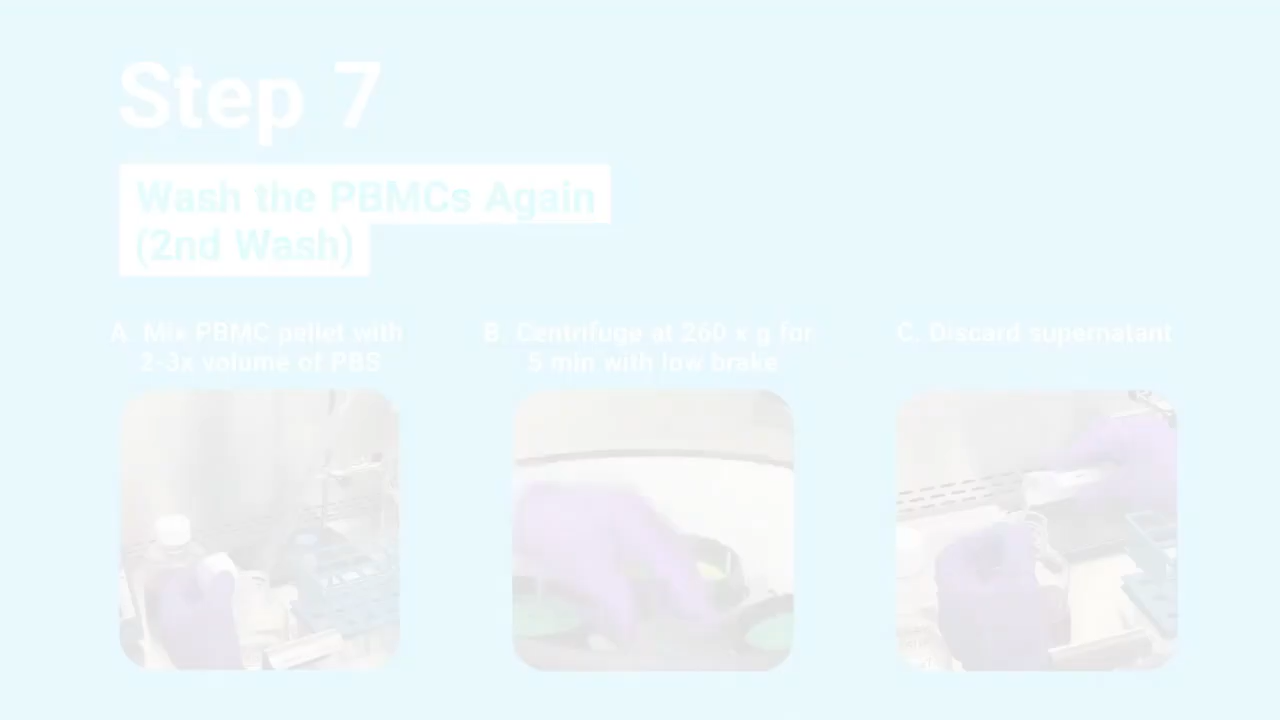 Step 7
Wash the PBMCs Again
(2nd Wash)
A. Mix PBMC pellet with
2-3x volume of PBS
B. Centrifuge at 260 x g for
5 min with low brake
C. Discard supernatant